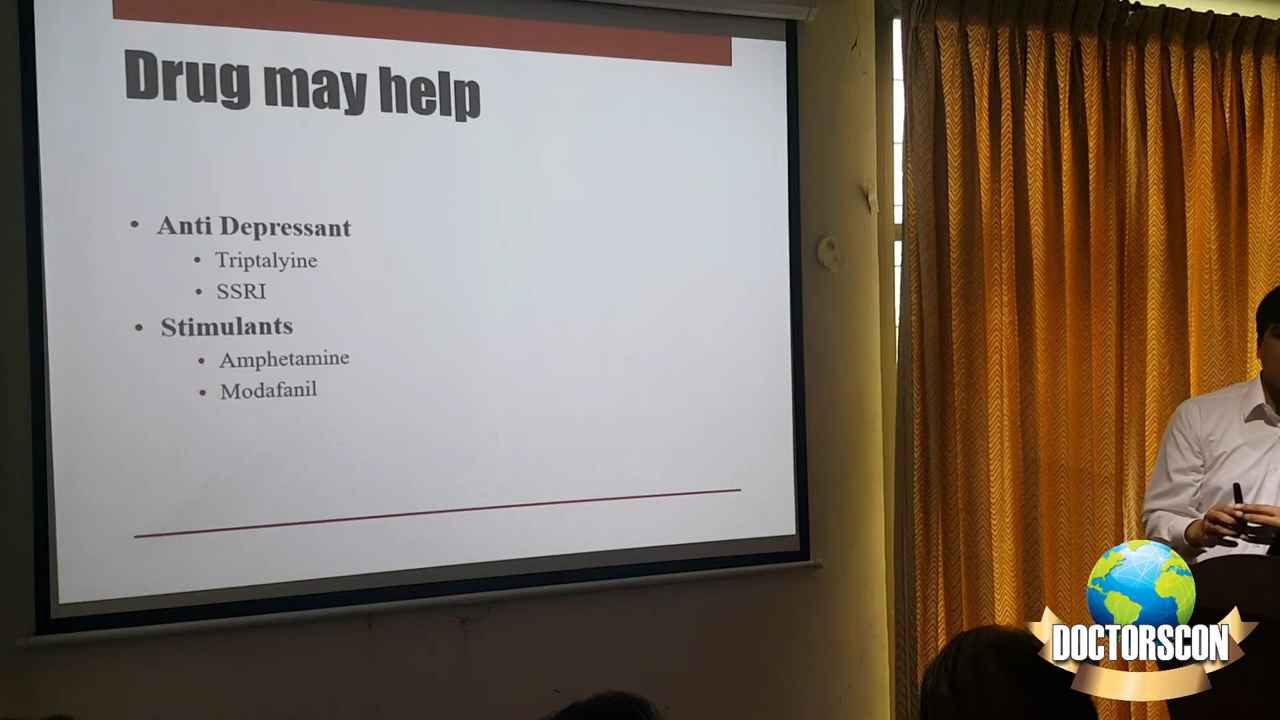 Drug may help
• Anti Depressant
• Triptalyine
• SSRI
• Stimulants
• Amphetamine
• Modafanil
DOCTORSCON